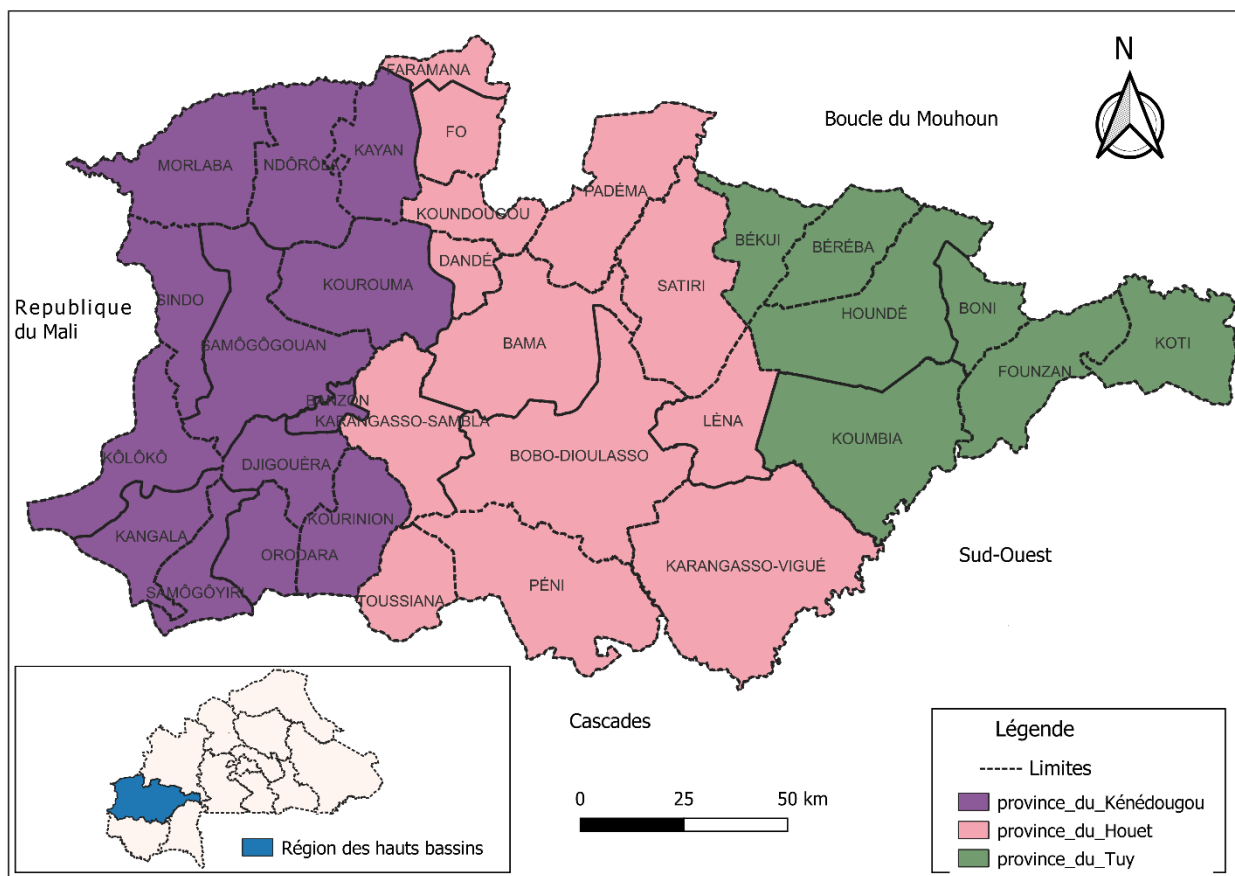 N
FARAMANA
Boucle du Mouhoun
FO
MORLABA
NDÔRÔLA
KAYAN
PADÉMA
KOUNDOUGOU
BÉKUI
BÉRÉBA
DANDÉ
KOUROUMA
SATIRI
SINDO
Republique
du Mali
HOUNDÉ
BONI
SAMÔGÔGOUAN
BAMA
KOTI
FOUNZAN
BANZON
KARANGASSO-SAMBLA
LÈNA
KOUMBIA
BOBO-DIOULASSO
KÔLÔKÔ
DJIGOUÈRA
KOURINION
KANGALA
ORODARA
Sud-Ouest
KARANGASSO-VIGUÉ
PÉNI
SAMÔGÔYIRI
TOUSSIANA
Cascades
Légende
Limites
province_du_Kénédougou
province_du_Houet
province_du_Tuy
0 25 50 km
Région des hauts bassins